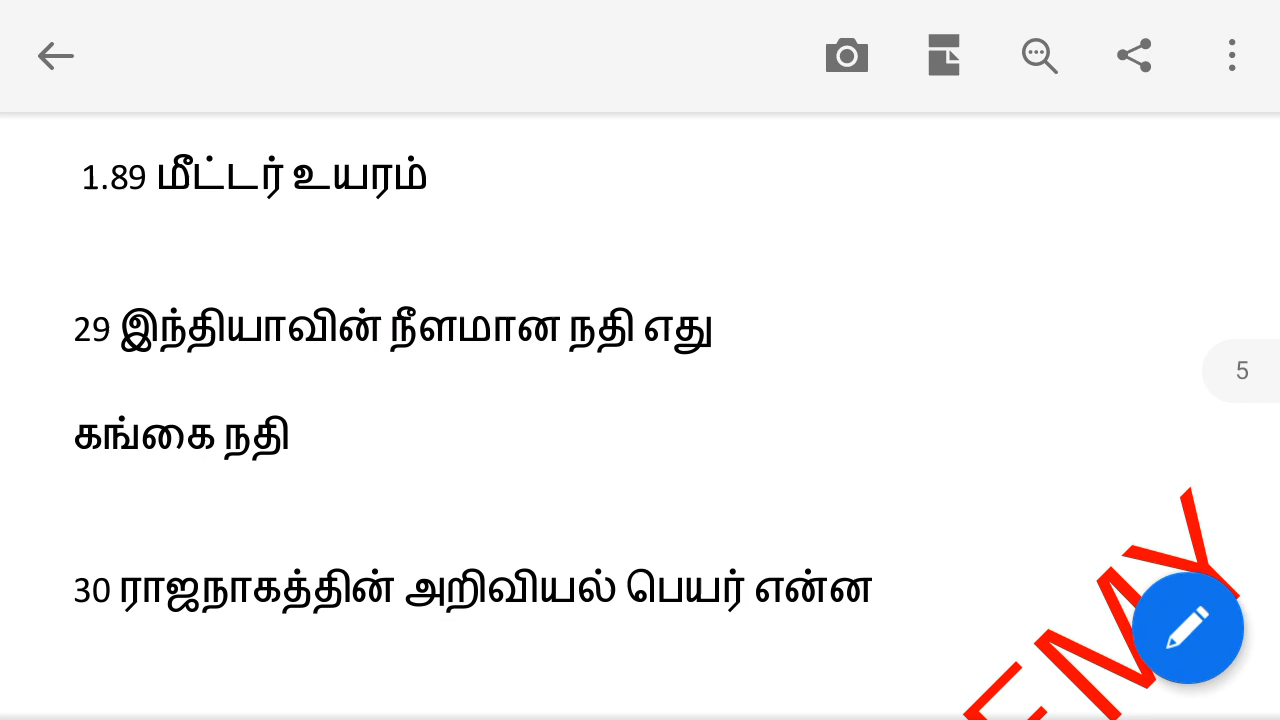 1.89 மீட்டர் உயரம்
29 இந்தியாவின் நீளமான நதி எது
5
கங்கை நதி
30 ராஜநாகத்தின் அறிவியல் பெயர் என்ன
EMY